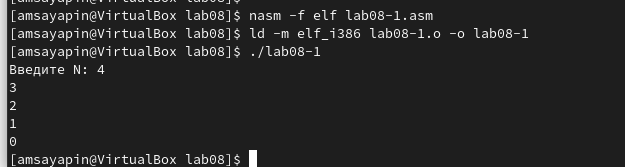 [amsayapin@VirtualBox lab08]$ nasm -f elf lab08-1.asm
[amsayapin@VirtualBox lab08]$ ld -m elf_i386 lab08-1.o -o lab08-1
[amsayapin@VirtualBox lab08]$ ./lab08-1
Введите N: 4
3
2
1
0
[amsayapin@VirtualBox lab08]$